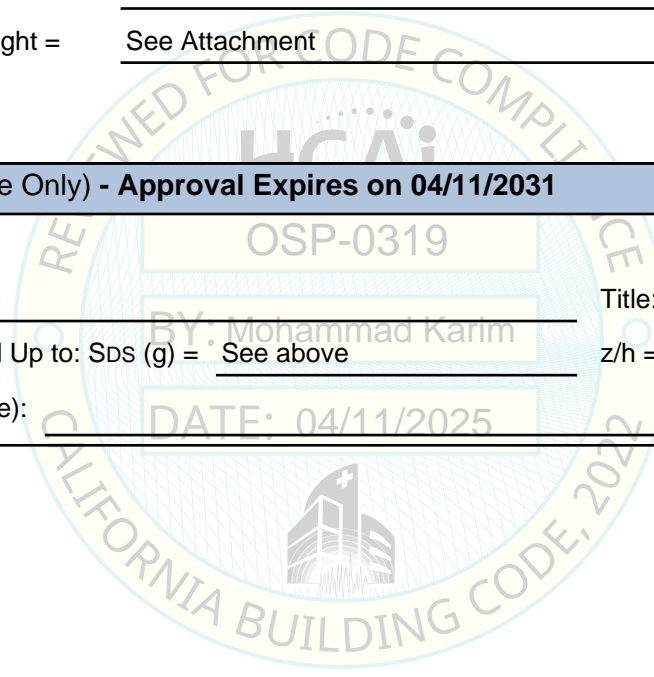 ght = See Attachment
REVIEWED FOR CODE COMPLIANCE
HCAi
e Only) - Approval Expires on 04/11/2031
OSP-0319
Title:
BY: Mohammad Karim
l Up to: SDS (g) = See above z/h =
e):
DATE: 04/11/2025
CALIFORNIA BUILDING CODE, 2022